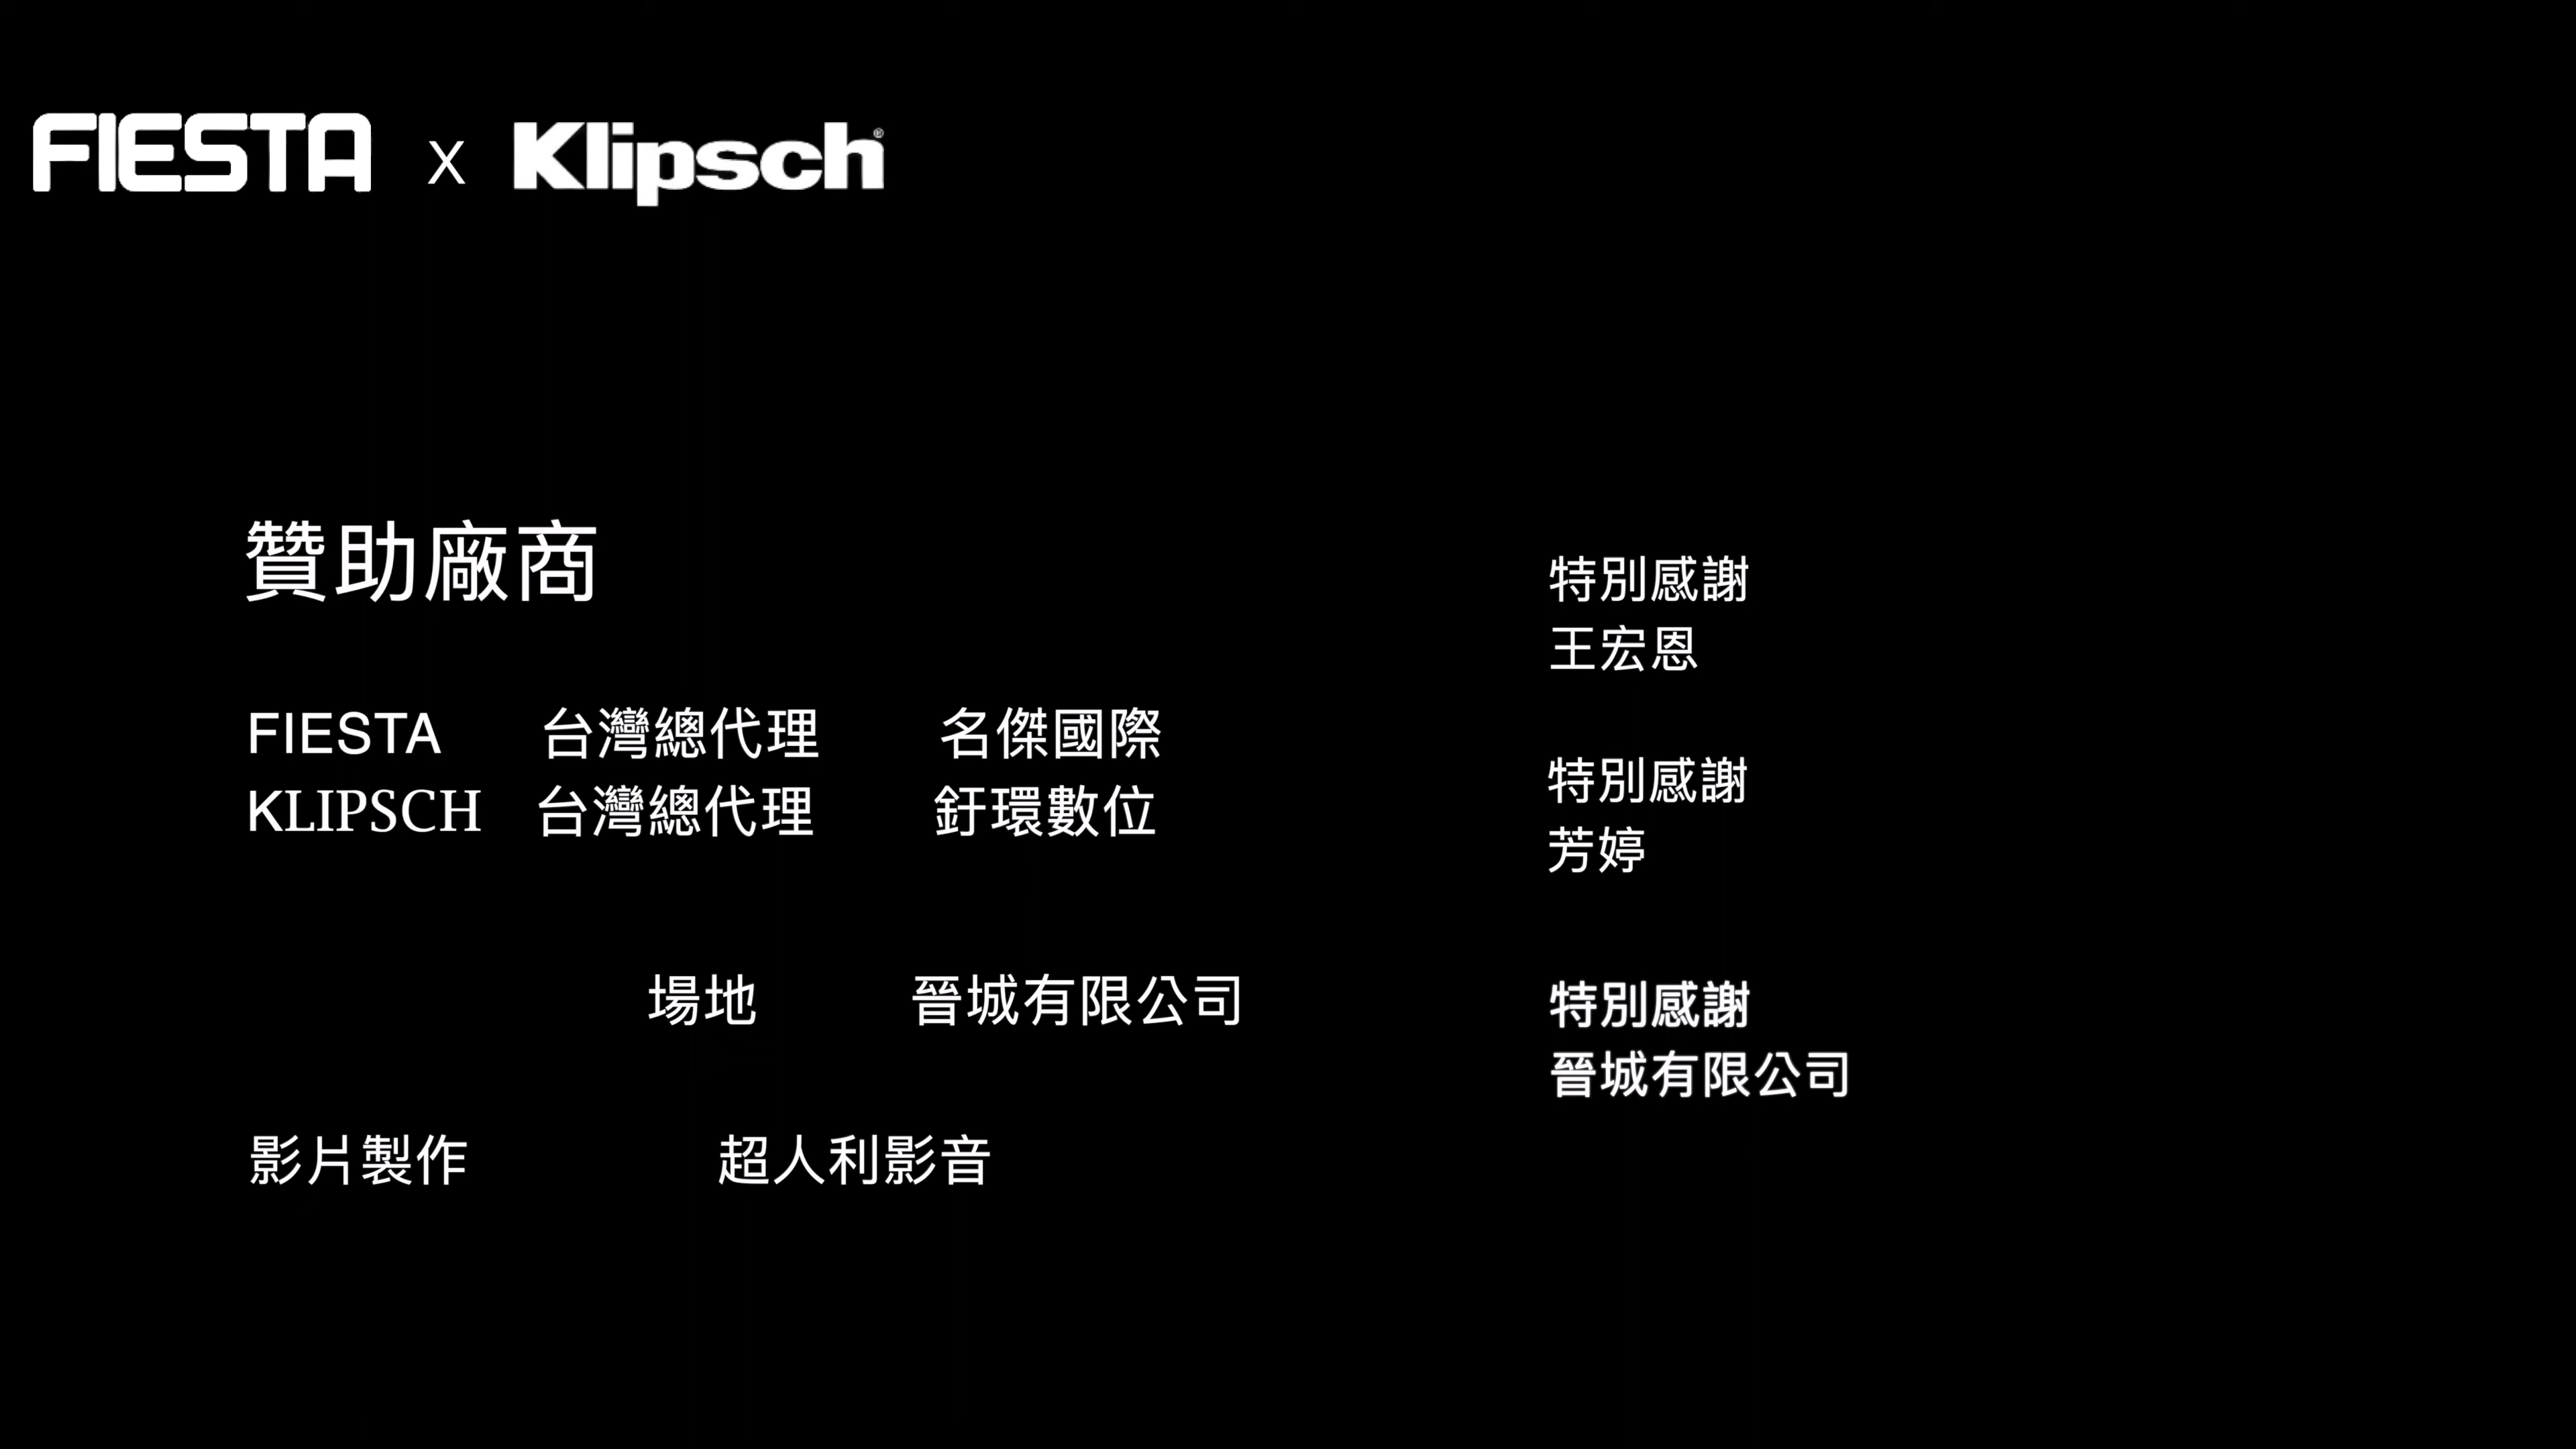 FIESTA x Klipsch®
贊助廠商
FIESTA 台灣總代理 名傑國際
KLIPSCH 台灣總代理 釪環數位
場地 晉城有限公司
影片製作 超人利影音
特別感謝
王宏恩
特別感謝
芳婷
特別感謝
晉城有限公司